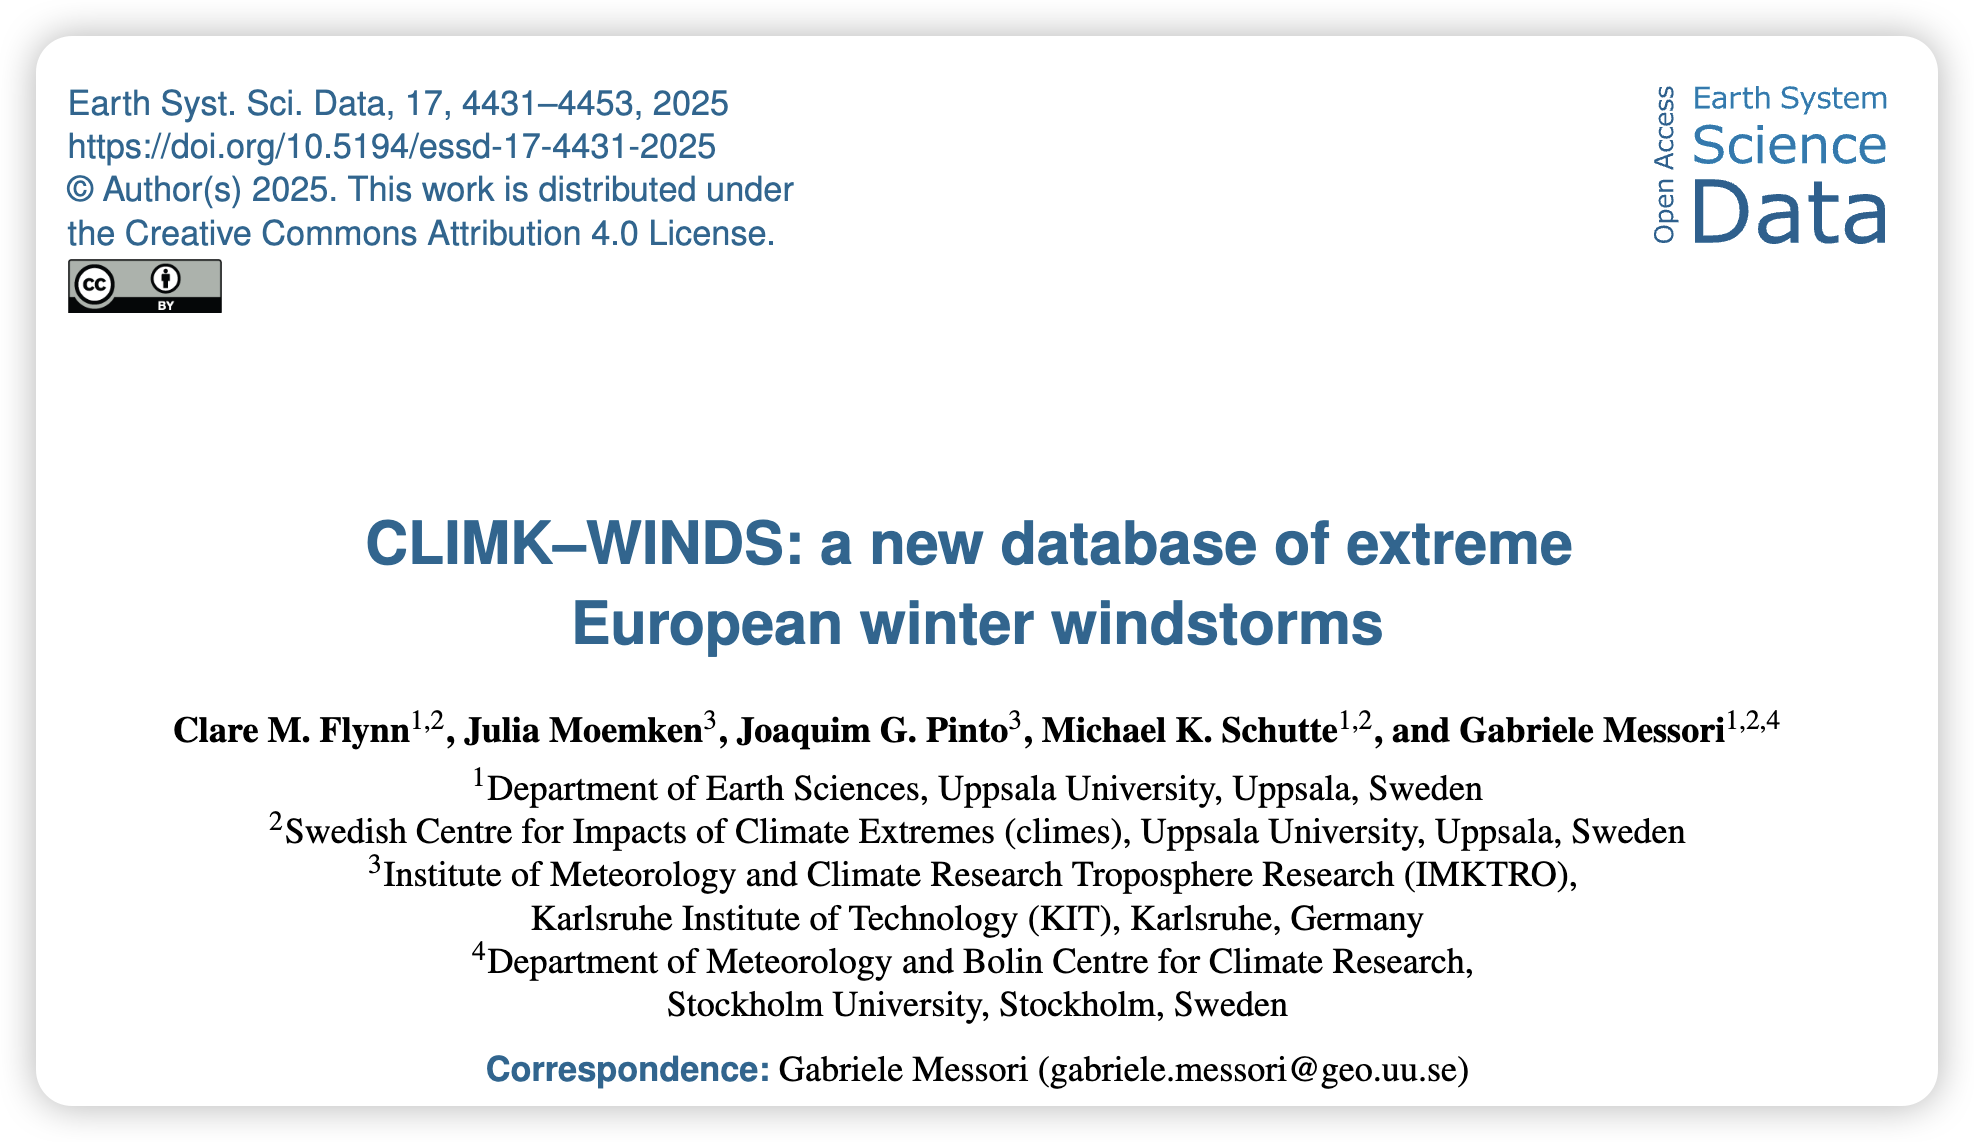 Earth Syst. Sci. Data, 17, 4431–4453, 2025
https://doi.org/10.5194/essd-17-4431-2025
© Author(s) 2025. This work is distributed under
the Creative Commons Attribution 4.0 License.
cc
BY
Open Access
Earth System
Science
Data
CLIMK–WINDS: a new database of extreme
European winter windstorms
Clare M. Flynn1,2, Julia Moemken3, Joaquim G. Pinto3, Michael K. Schutte1,2, and Gabriele Messori1,2,4
1Department of Earth Sciences, Uppsala University, Uppsala, Sweden
2Swedish Centre for Impacts of Climate Extremes (climes), Uppsala University, Uppsala, Sweden
3Institute of Meteorology and Climate Research Troposphere Research (IMKTRO),
Karlsruhe Institute of Technology (KIT), Karlsruhe, Germany
4Department of Meteorology and Bolin Centre for Climate Research,
Stockholm University, Stockholm, Sweden
Correspondence: Gabriele Messori (gabriele.messori@geo.uu.se)